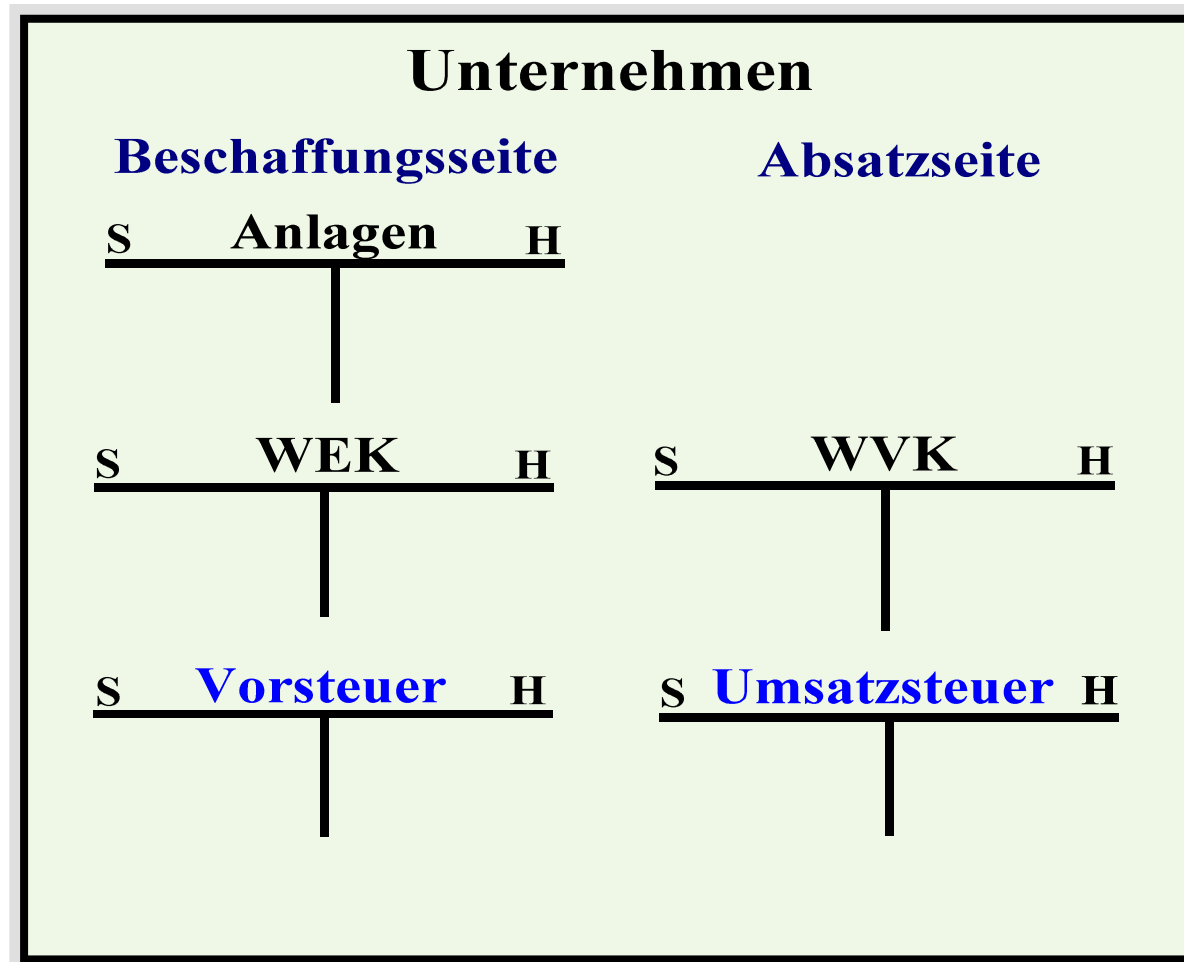 Unternehmen
Beschaffungsseite
Absatzseite
S Anlagen H
S WEK H
S WVK H
S Vorsteuer H
S Umsatzsteuer H